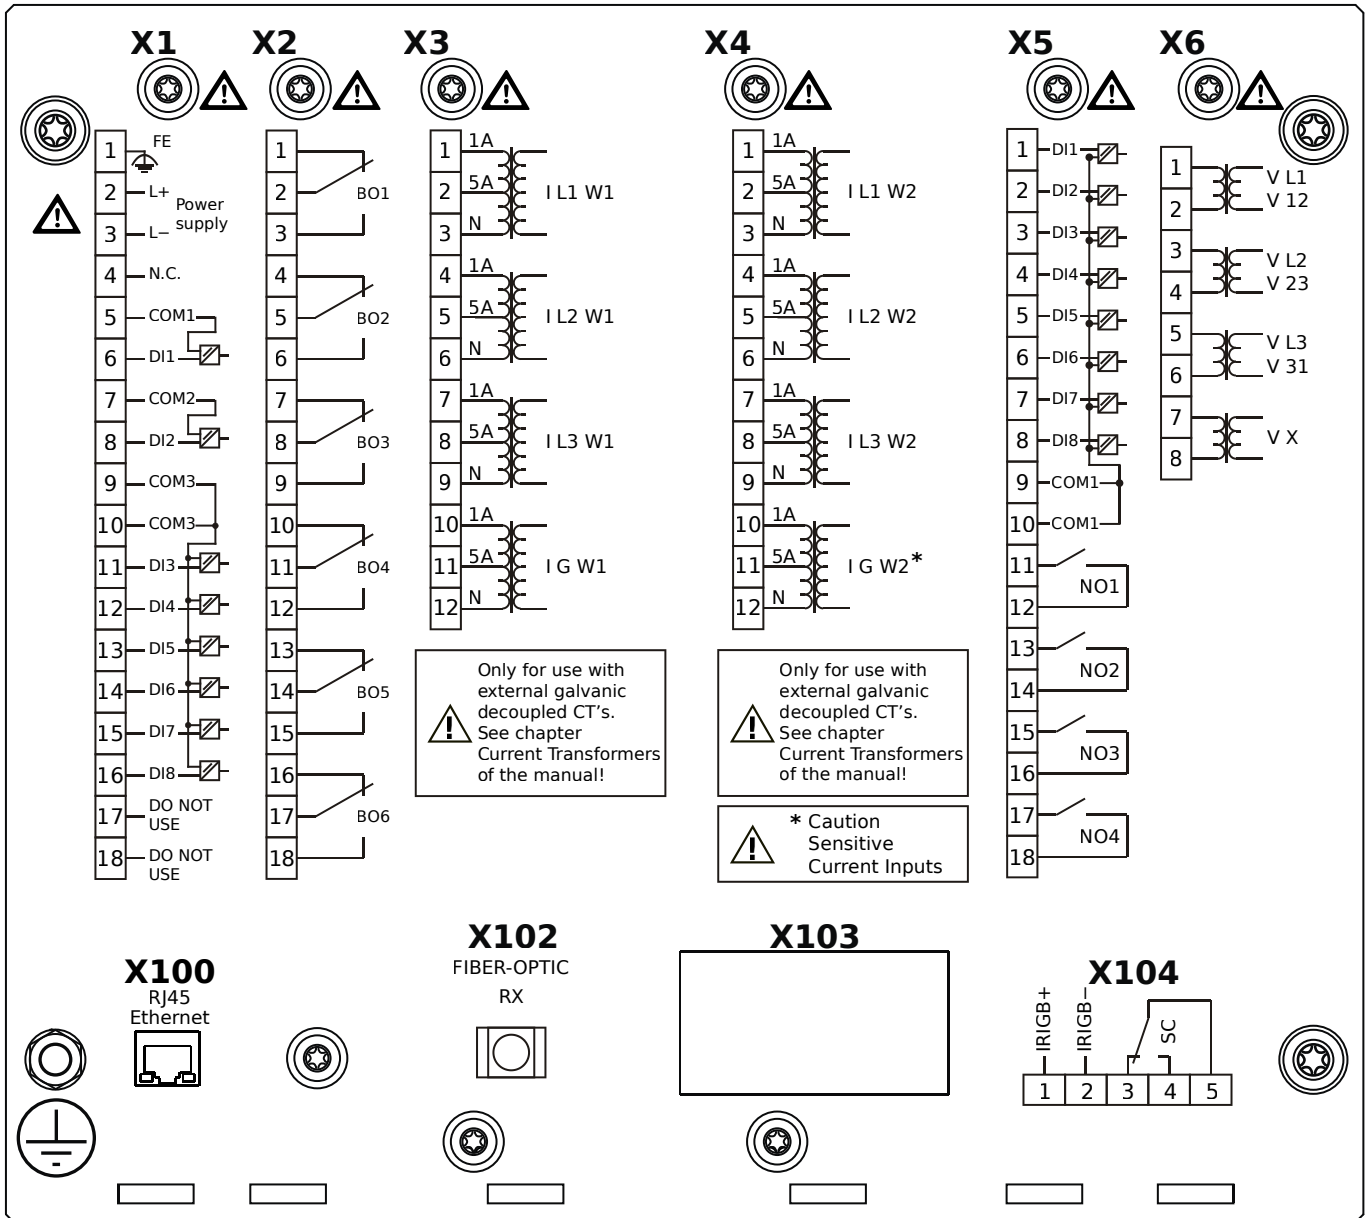 X1
X2
X3
X4
X5
X6
1 FE
2 L+
Power
supply
3 L−
4 N.C.
5 COM1
6 DI1
7 COM2
8 DI2
9 COM3
10 COM3
11 DI3
12 DI4
13 DI5
14 DI6
15 DI7
16 DI8
17 DO NOT
USE
18 DO NOT
USE
1
2 BO1
3
4
5 BO2
6
7
8 BO3
9
10
11 BO4
12
13
14 BO5
15
16
17 BO6
18
1 1A
2 5A I L1 W1
3 N
4 1A
5 5A I L2 W1
6 N
7 1A
8 5A I L3 W1
9 N
10 1A
11 5A I G W1
12 N
Only for use with
external galvanic
decoupled CT's.
See chapter
Current Transformers
of the manual!
1 1A
2 5A I L1 W2
3 N
4 1A
5 5A I L2 W2
6 N
7 1A
8 5A I L3 W2
9 N
10 1A
11 5A I G W2*
12 N
Only for use with
external galvanic
decoupled CT's.
See chapter
Current Transformers
of the manual!
* Caution
Sensitive
Current Inputs
1 DI1
2 DI2
3 DI3
4 DI4
5 DI5
6 DI6
7 DI7
8 DI8
9 COM1
10 COM1
11
NO1
12
13
NO2
14
15
NO3
16
17
NO4
18
1 V L1
2 V 12
3 V L2
4 V 23
5 V L3
6 V 31
7
V X
8
X100
RJ45
Ethernet
X102
FIBER-OPTIC
RX
X103
X104
IRIGB+
IRIGB−
SC
1 2 3 4 5